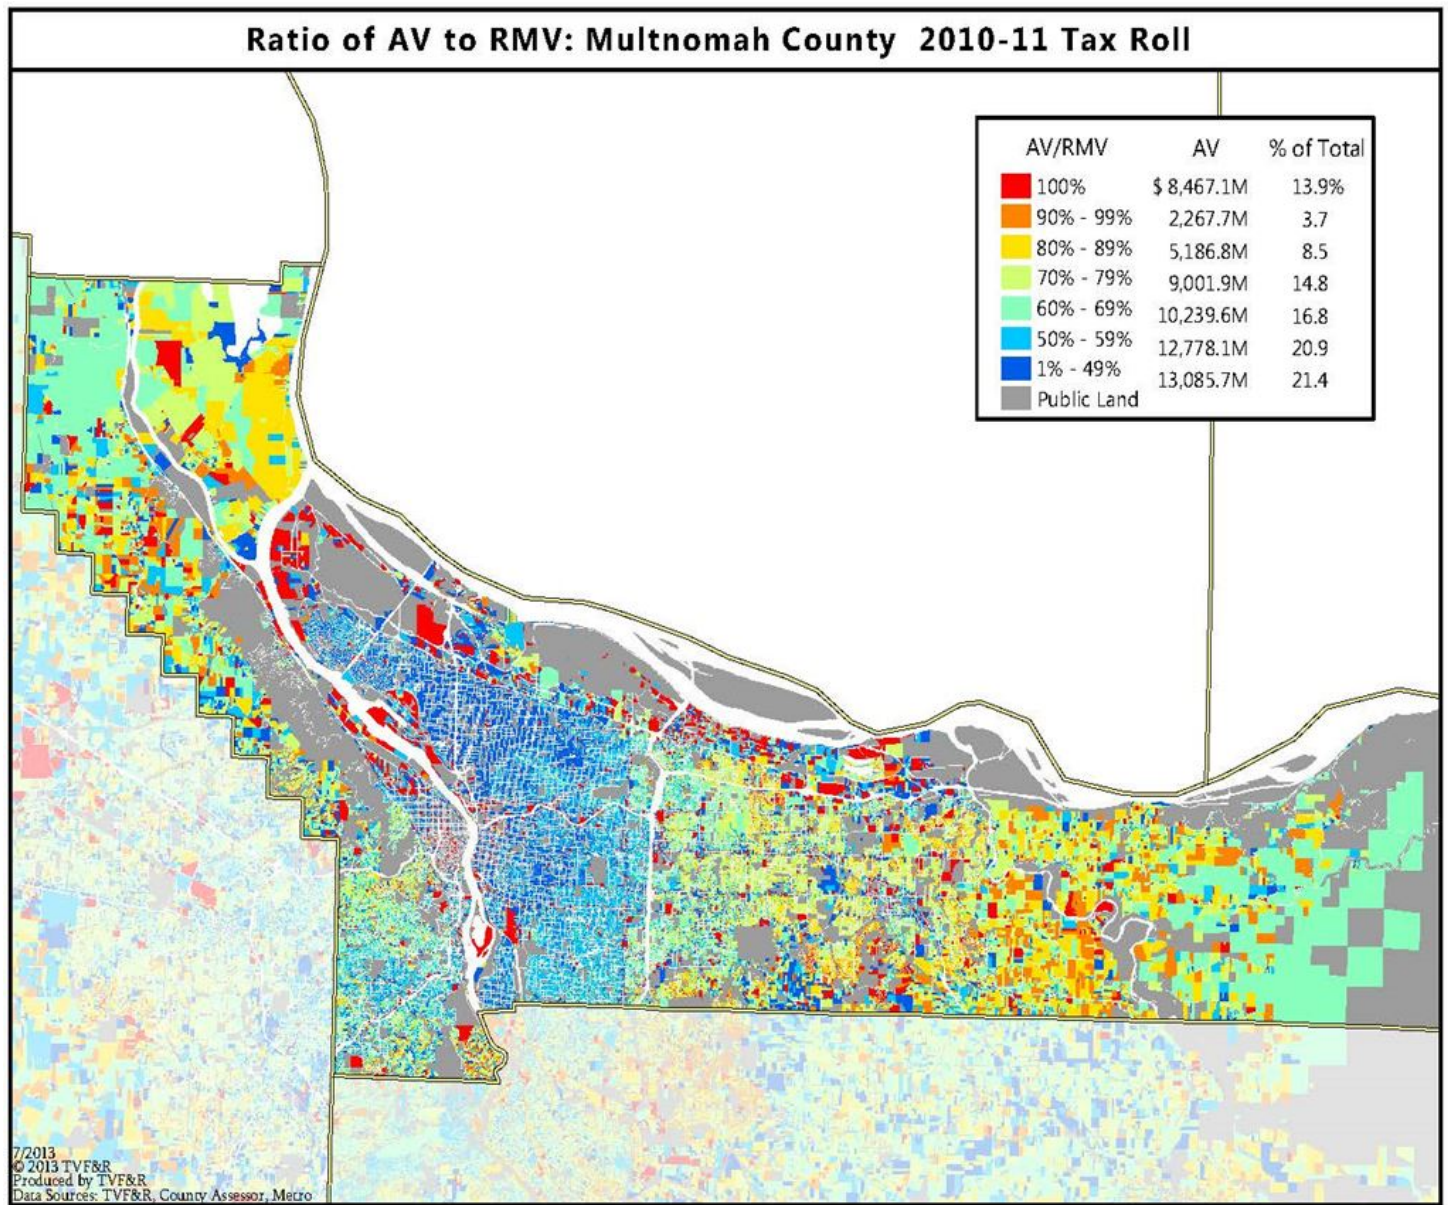 Ratio of AV to RMV: Multnomah County 2010-11 Tax Roll
AV/RMV AV % of Total
100% $ 8,467.1M 13.9%
90% - 99% 2,267.7M 3.7
80% - 89% 5,186.8M 8.5
70% - 79% 9,001.9M 14.8
60% - 69% 10,239.6M 16.8
50% - 59% 12,778.1M 20.9
1% - 49% 13,085.7M 21.4
Public Land
7/2013
© 2013 TVF&R
Produced by TVF&R
Data Sources: TVF&R, County Assessor, Metro